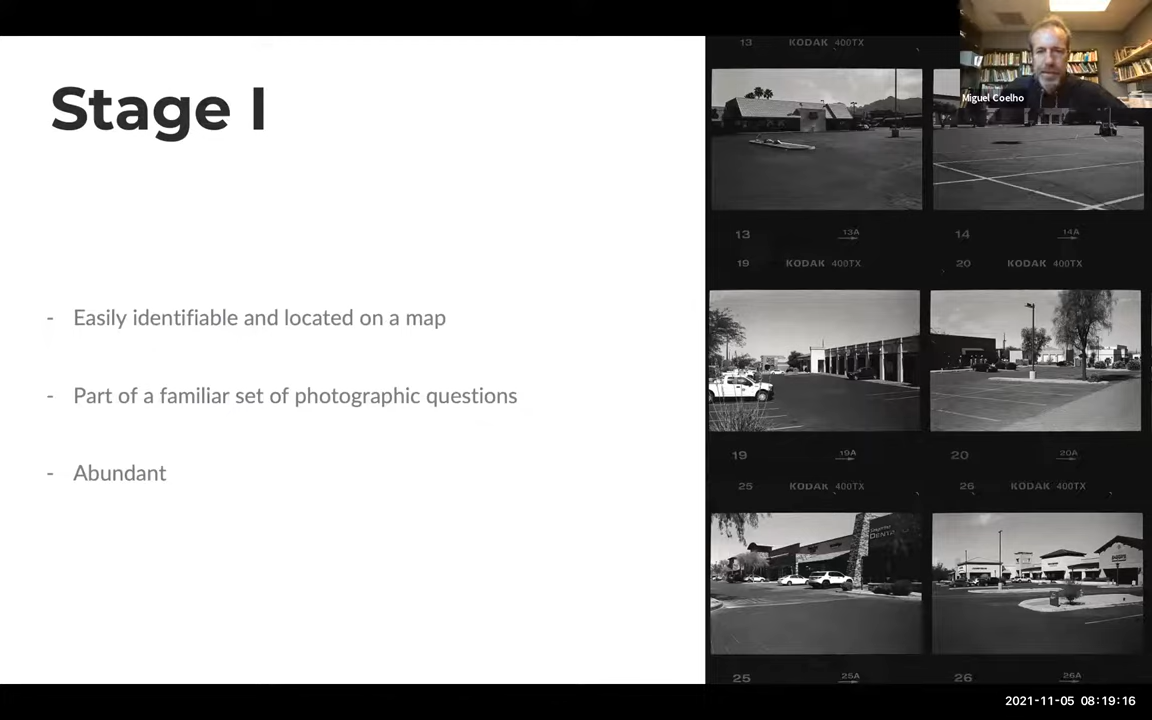 Stage I
- Easily identifiable and located on a map
- Part of a familiar set of photographic questions
- Abundant
13 KODAK 400TX
Miguel Coelho
13 13A 14 14A
19 KODAK 400TX 20 KODAK 400TX
19 19A 20 20A
25 KODAK 400TX 26 KODAK 400TX
25 25A 26 26A
2021-11-05 08:19:16